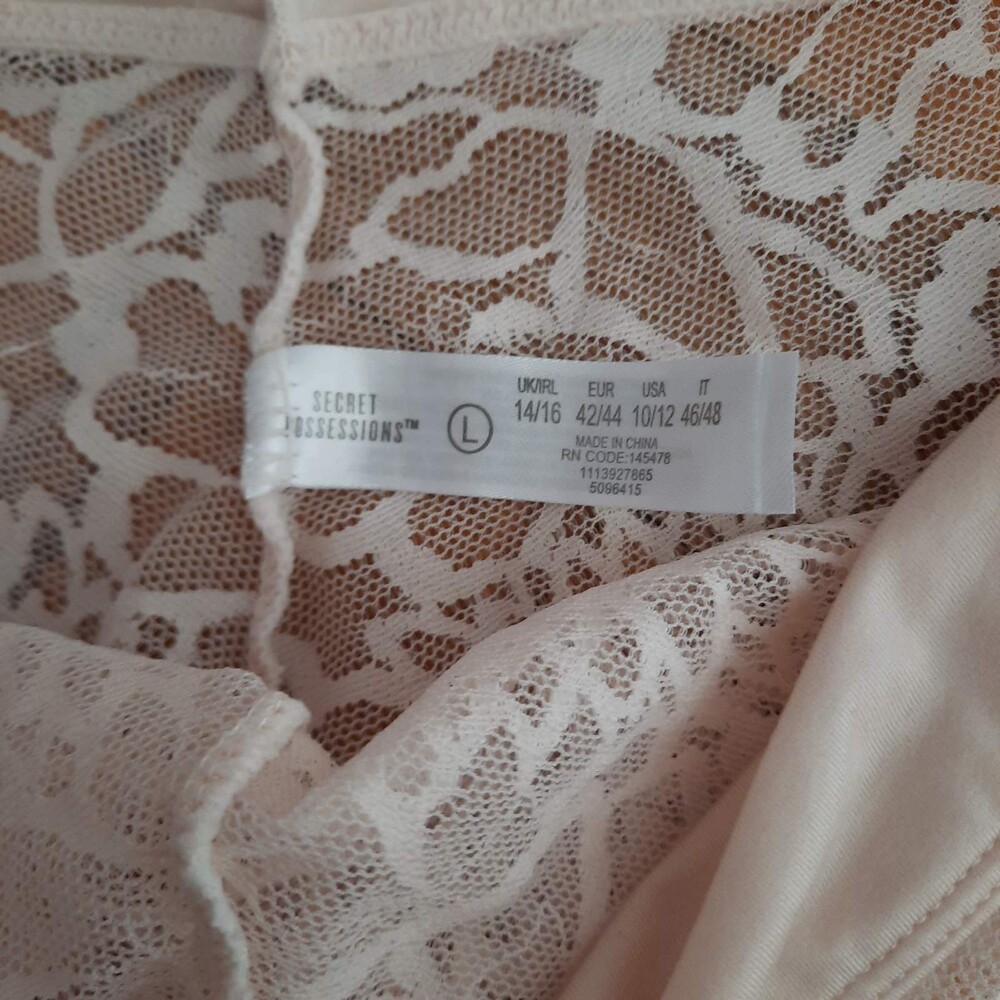 SECRET
POSSESSIONS™
L
UK/IRL EUR USA IT
14/16 42/44 10/12 46/48
MADE IN CHINA
RN CODE:145478
1113927865
5096415